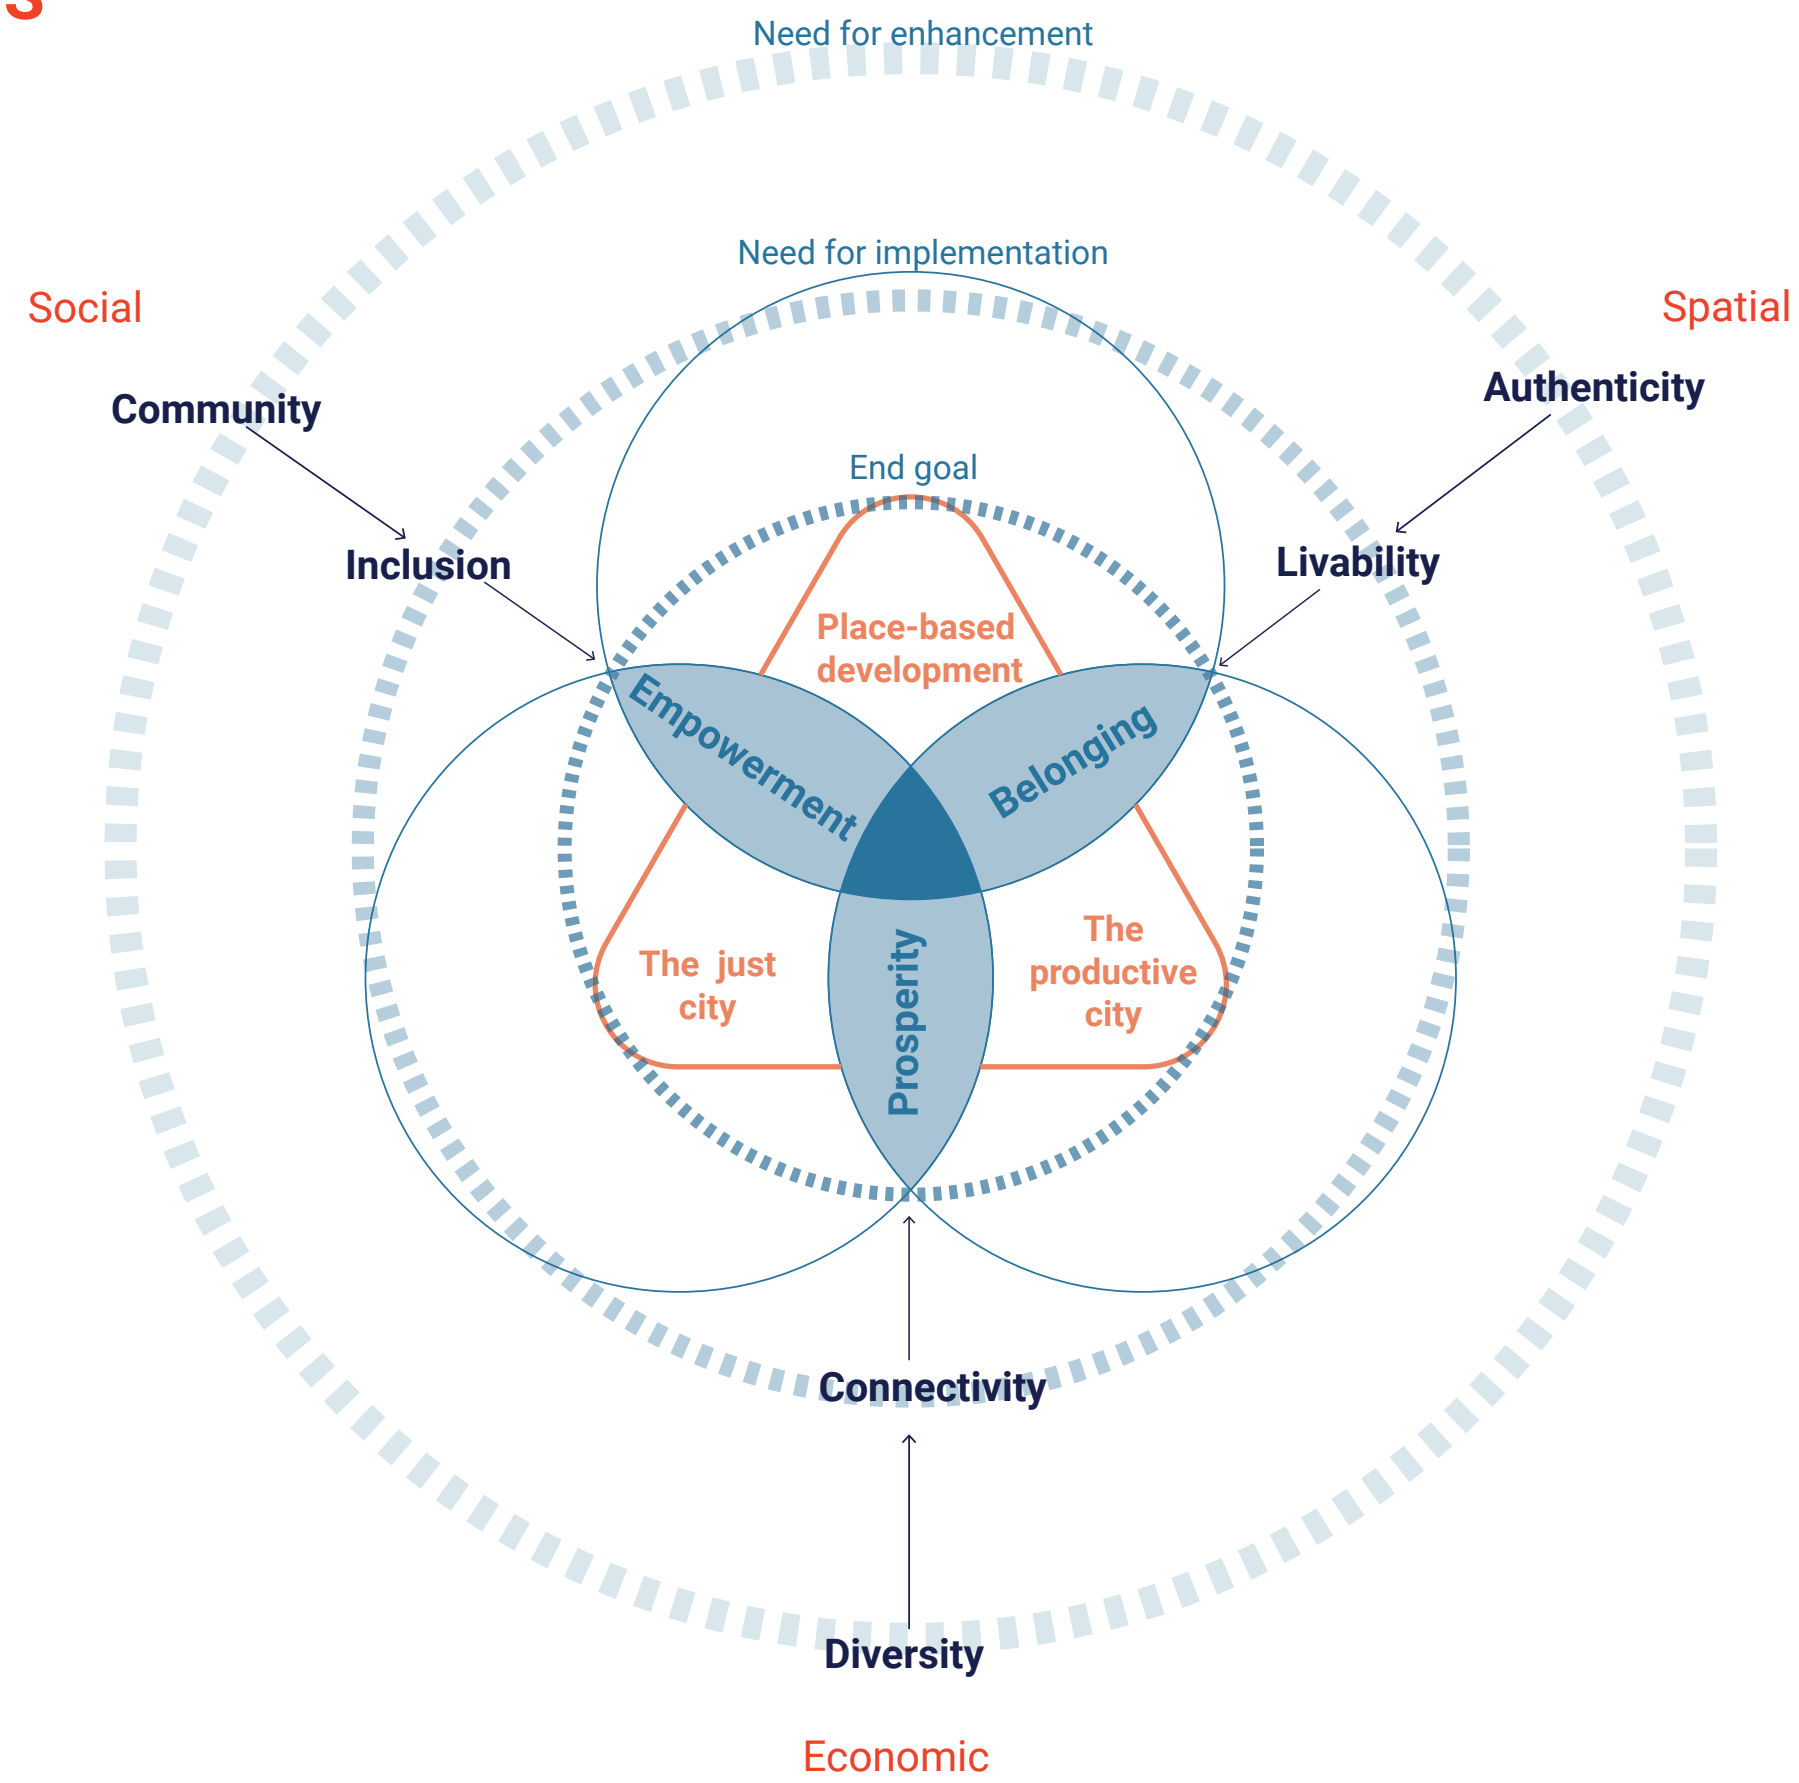 s
Need for enhancement
Need for implementation
Social
Spatial
Authenticity
Community
End goal
Livability
Inclusion
Place-based
development
Empowerment
Belonging
The
productive
city
The just
city
Prosperity
Connectivity
Diversity
Economic